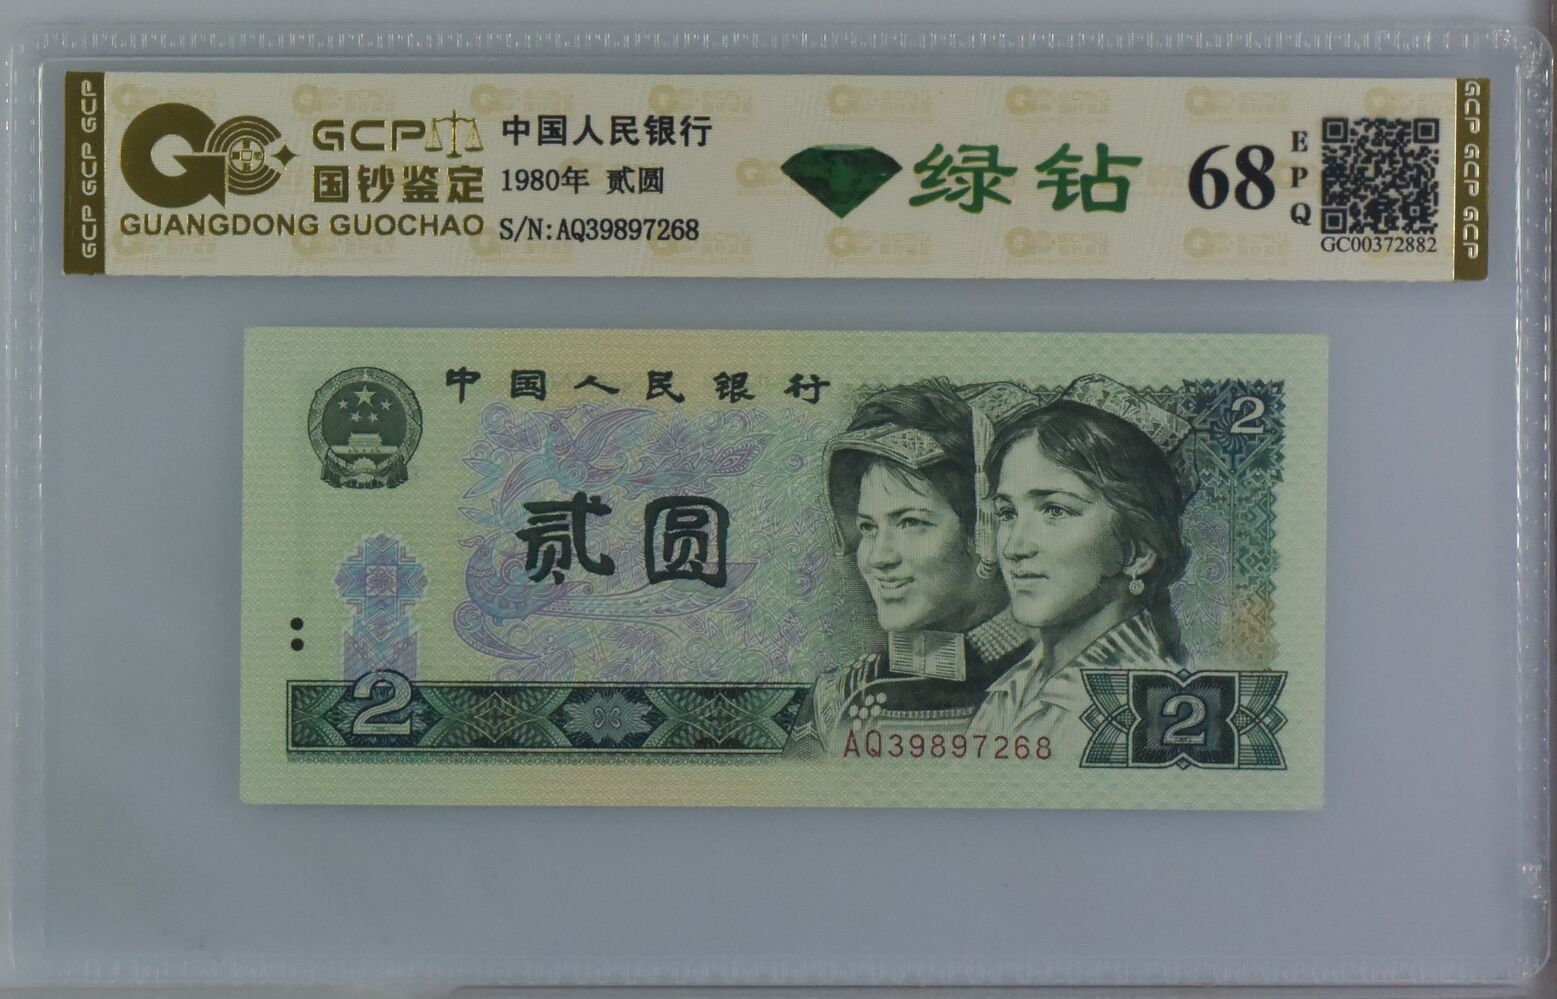 GCP GCP GCP
GCP
国钞鉴定
GUANGDONG GUOCHAO
中国人民银行
1980年 贰圆
S/N:AQ39897268
绿钻
68
EPQ
GC00372882
GCP GCP GCP
中国人民银行
2
贰圆
2
AQ39897268
2